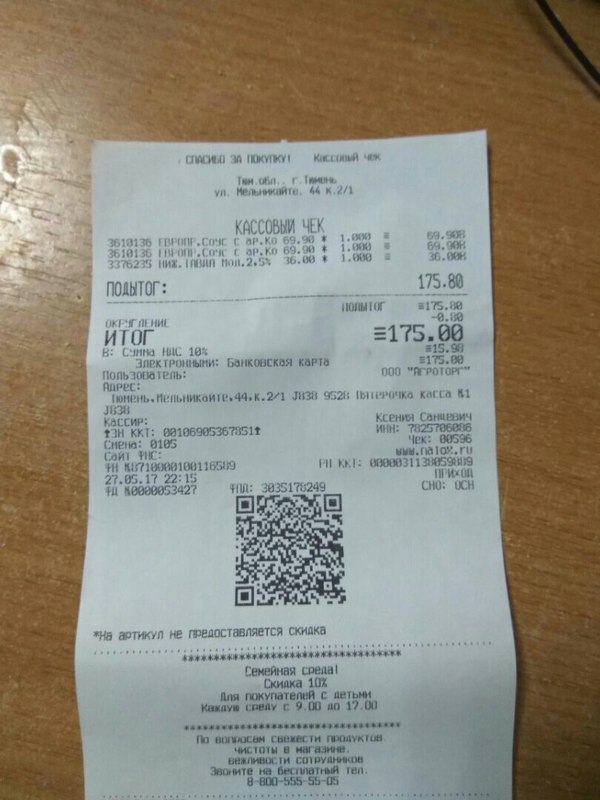 СПАСИБО ЗА ПОКУПКУ! Кассовый чек
Тюм.обл., г.Тюмень
ул. Мельникайте, 44 к.2/1
КАССОВЫЙ ЧЕК
3610136 ЕВРОПР.Соус с ар.ко 69.90 * 1.000 = 69.90В
3610136 ЕВРОПР.Соус с ар.ко 69.90 * 1.000 = 69.90В
3376235 НИЖ.ТАВДА Мол.2,5% 36.00 * 1.000 = 36.00В
ПОДЫТОГ: 175.80
ПОДЫТОГ =175.80
ОКРУГЛЕНИЕ -0.80
ИТОГ =175.00
В: Сумма НДС 10% =15.98
Электронными: Банковская карта =175.00
Пользователь: ООО "Агроторг"
Адрес:
Тюмень,Мельникайте,44,к.2/1 J838 9528 Пятерочка касса №1
J838
Кассир: Ксения Санцевич
ЗН ККТ: 00106905367851 ИНН: 7825706086
Смена: 0105 Чек: 00596
Сайт ФНС: www.nalog.ru
ФН №8710000100116589 РН ККТ: 0000031138059889
27.05.17 22:15 ПРИХОД
ФД №0000053427 ФПД: 3035178249 СНО: ОСН
*На артикул не предоставляется скидка
************************************
Семейная среда!
Скидка 10%
Для покупателей с детьми
Каждую среду с 9.00 до 17.00
************************************
По вопросам свежести продуктов,
чистоты в магазине,
вежливости сотрудников
Звоните на бесплатный тел.
8-800-555-55-05